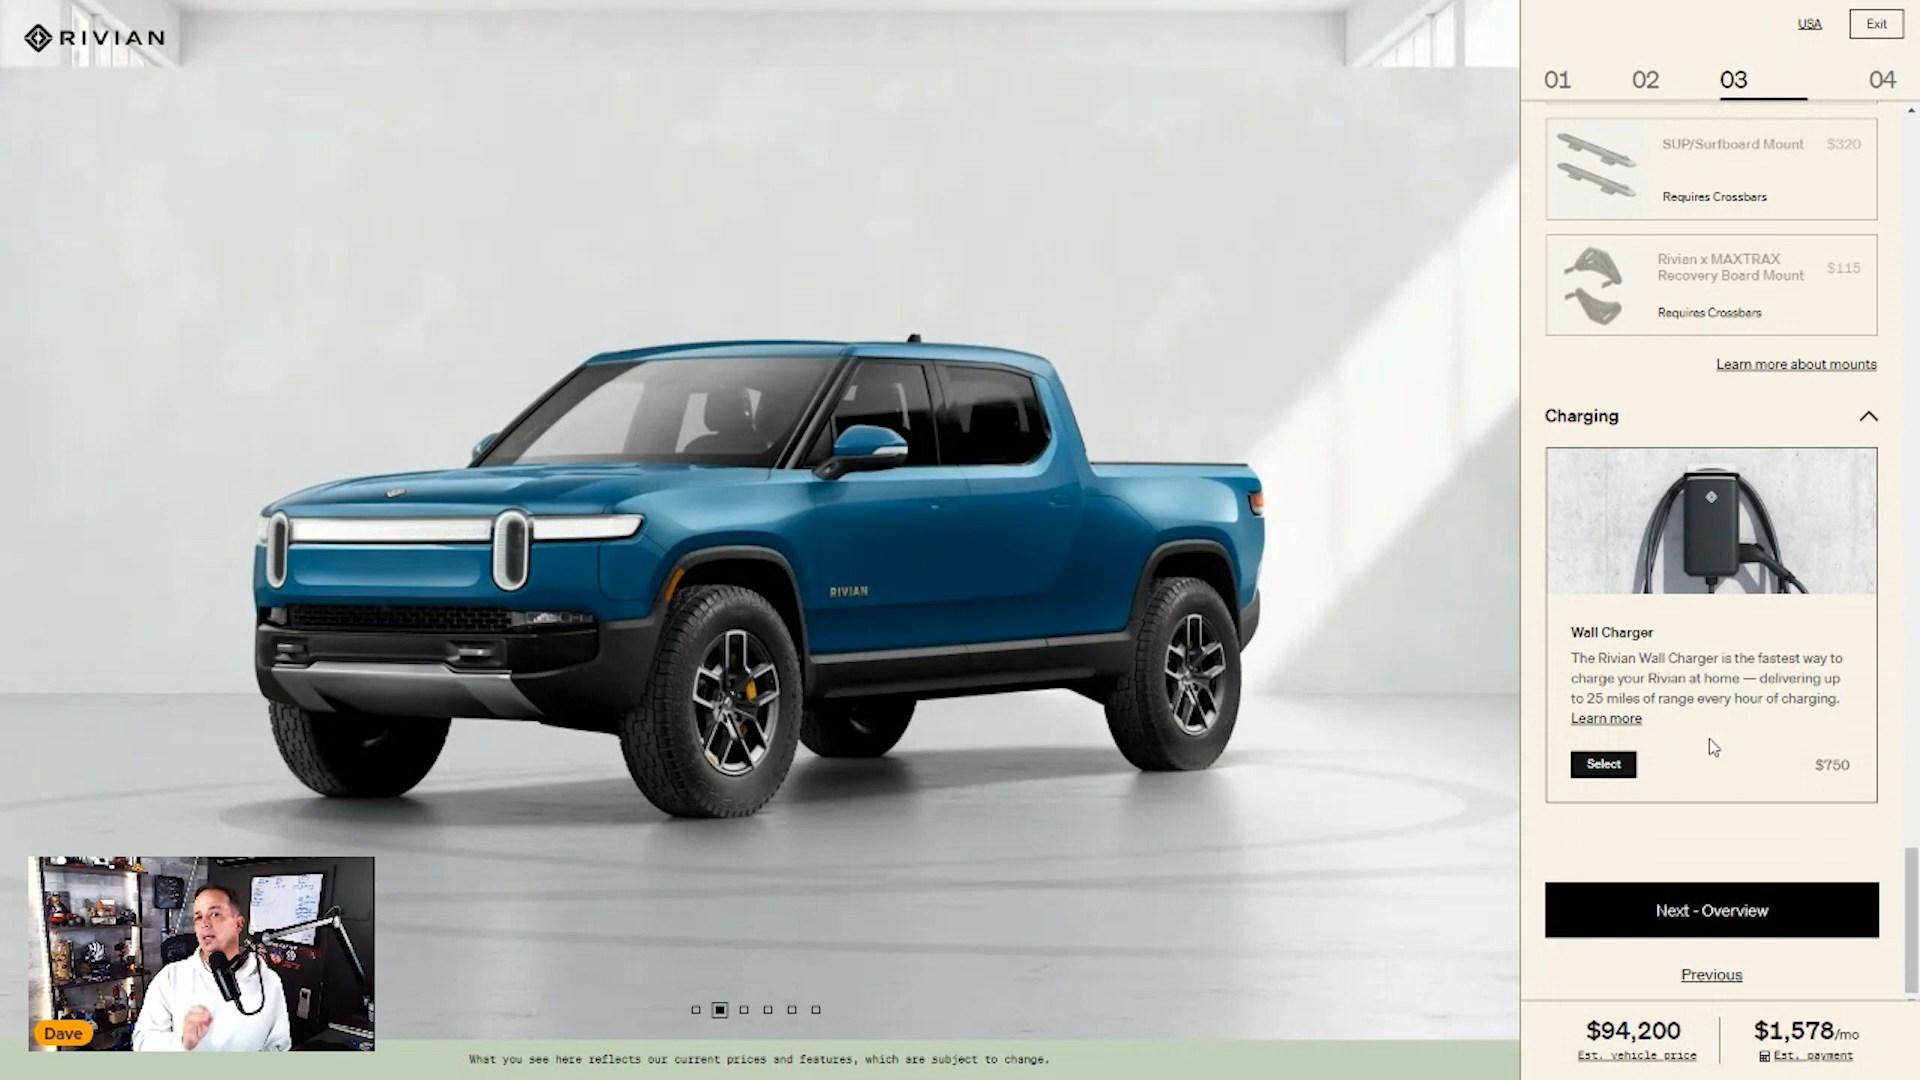 RIVIAN
USA
Exit
01
02
03
04
SUP/Surfboard Mount
$320
Requires Crossbars
Rivian x MAXTRAX
Recovery Board Mount
$115
Requires Crossbars
Learn more about mounts
Charging
Wall Charger
The Rivian Wall Charger is the fastest way to
charge your Rivian at home — delivering up
to 25 miles of range every hour of charging.
Learn more
Select
$750
Next - Overview
Previous
$94,200
Est. vehicle price
$1,578/mo
Est. payment
RIVIAN
Dave
What you see here reflects our current prices and features, which are subject to change.